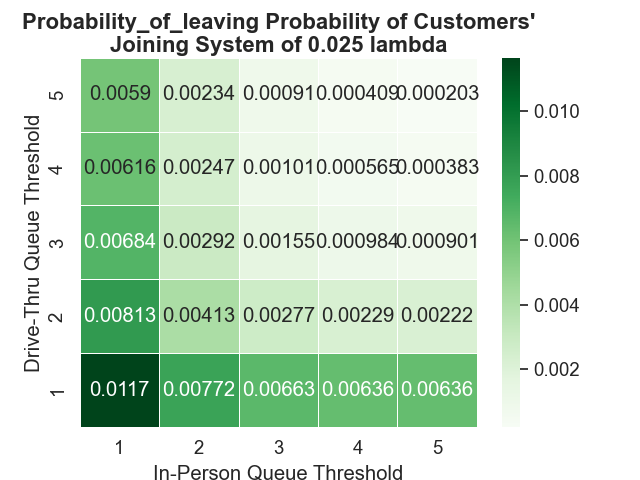 Probability_of_leaving Probability of Customers'
Joining System of 0.025 lambda
5 0.0059 0.00234 0.00091 0.000409 0.000203
4 0.00616 0.00247 0.00101 0.000565 0.000383
3 0.00684 0.00292 0.00155 0.000984 0.000901
2 0.00813 0.00413 0.00277 0.00229 0.00222
1 0.0117 0.00772 0.00663 0.00636 0.00636
1 2 3 4 5
In-Person Queue Threshold
Drive-Thru Queue Threshold
0.010
0.008
0.006
0.004
0.002